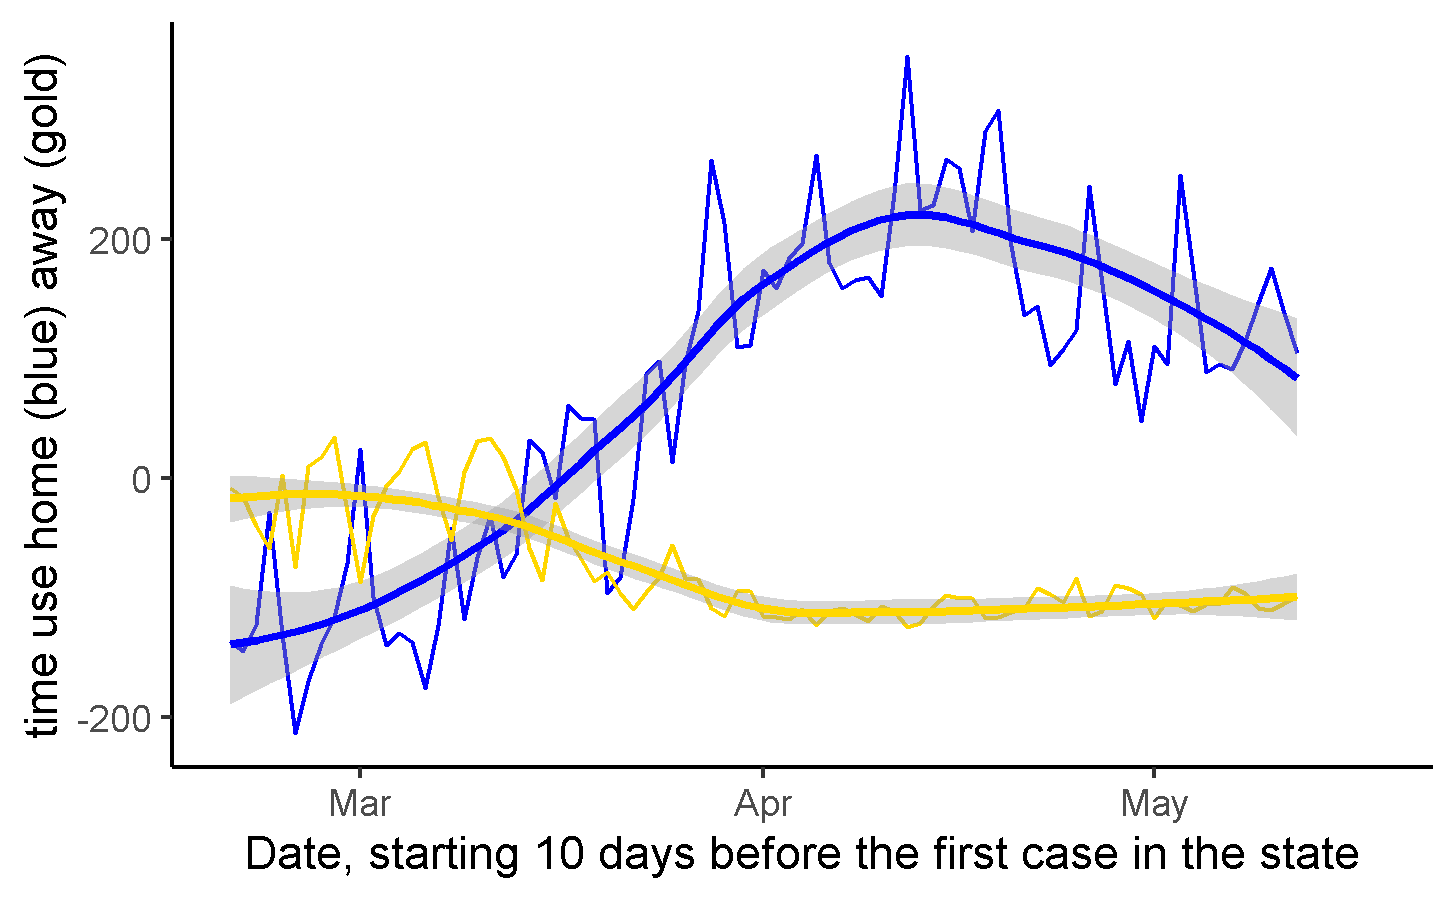 time use home (blue) away (gold)
200
0
-200
Mar
Apr
May
Date, starting 10 days before the first case in the state